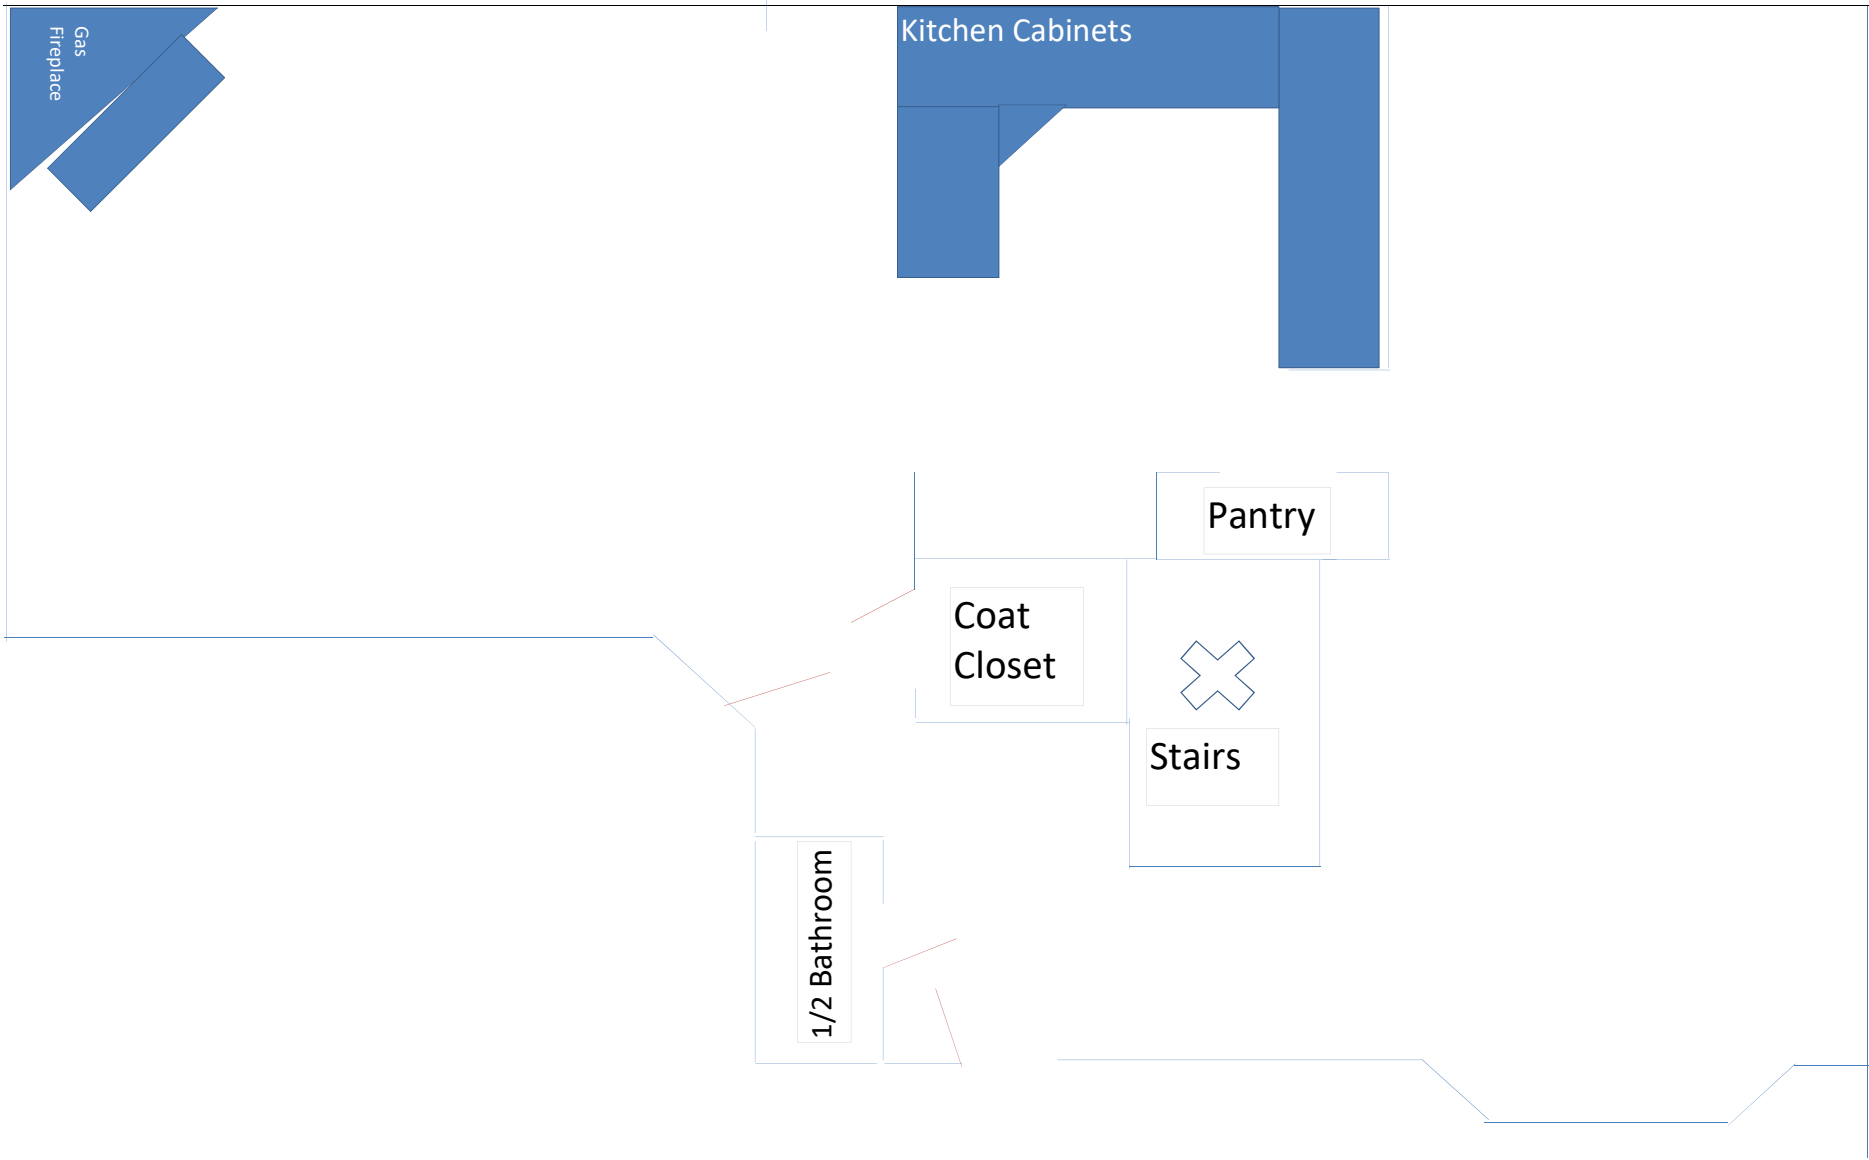 Gas
Fireplace
Kitchen Cabinets
Pantry
Coat
Closet
Stairs
1/2 Bathroom